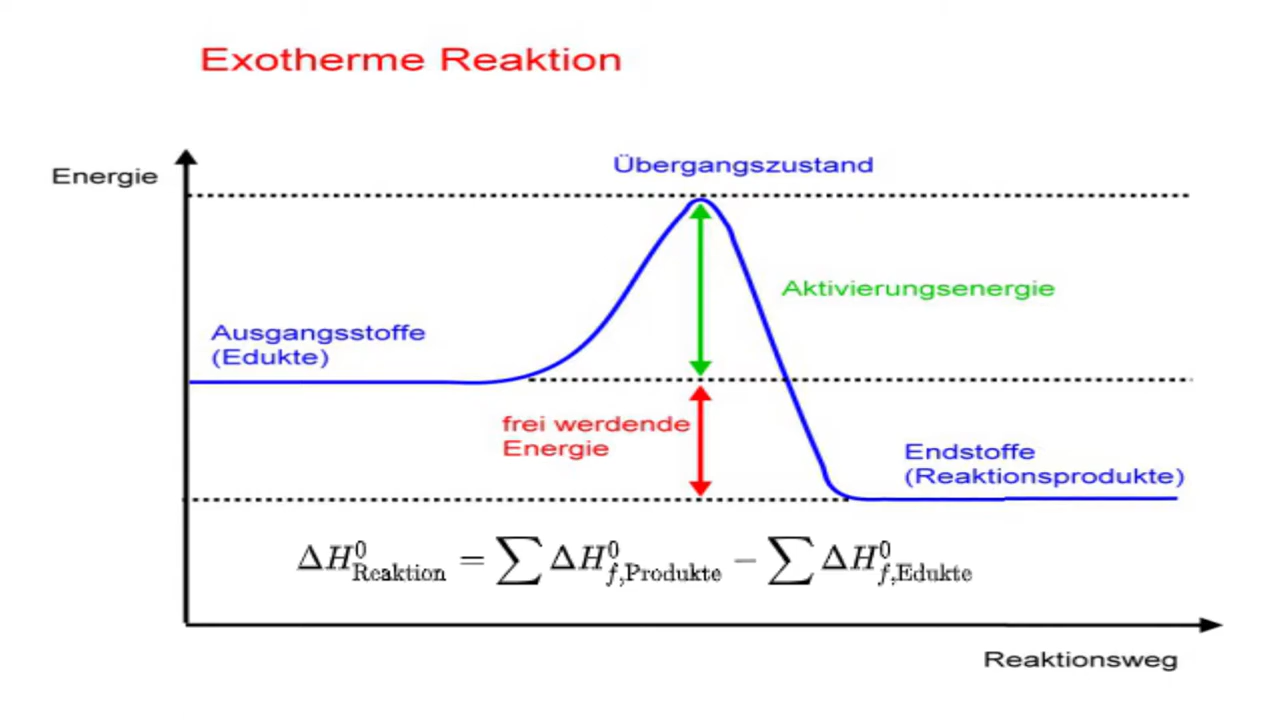 Exotherme Reaktion
Energie
Übergangszustand
Aktivierungsenergie
Ausgangsstoffe
(Edukte)
frei werdende
Energie
Endstoffe
(Reaktionsprodukte)
ΔH⁰Reaktion = ∑ ΔH⁰f,Produkte − ∑ ΔH⁰f,Edukte
Reaktionsweg